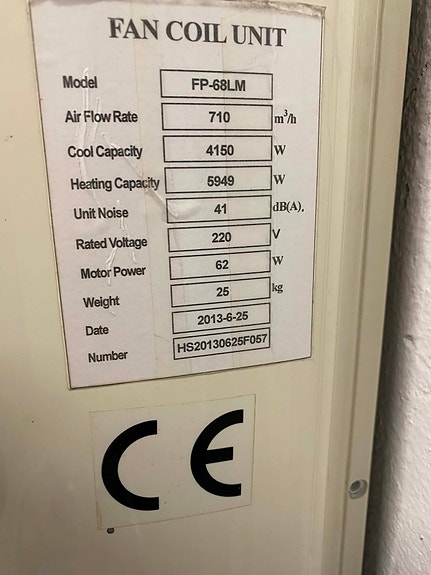 FAN COIL UNIT
Model FP-68LM
Air Flow Rate 710 m³/h
Cool Capacity 4150 W
Heating Capacity 5949 W
Unit Noise 41 dB(A).
Rated Voltage 220 V
Motor Power 62 W
Weight 25 kg
Date 2013-6-25
Number HS20130625F057
CE